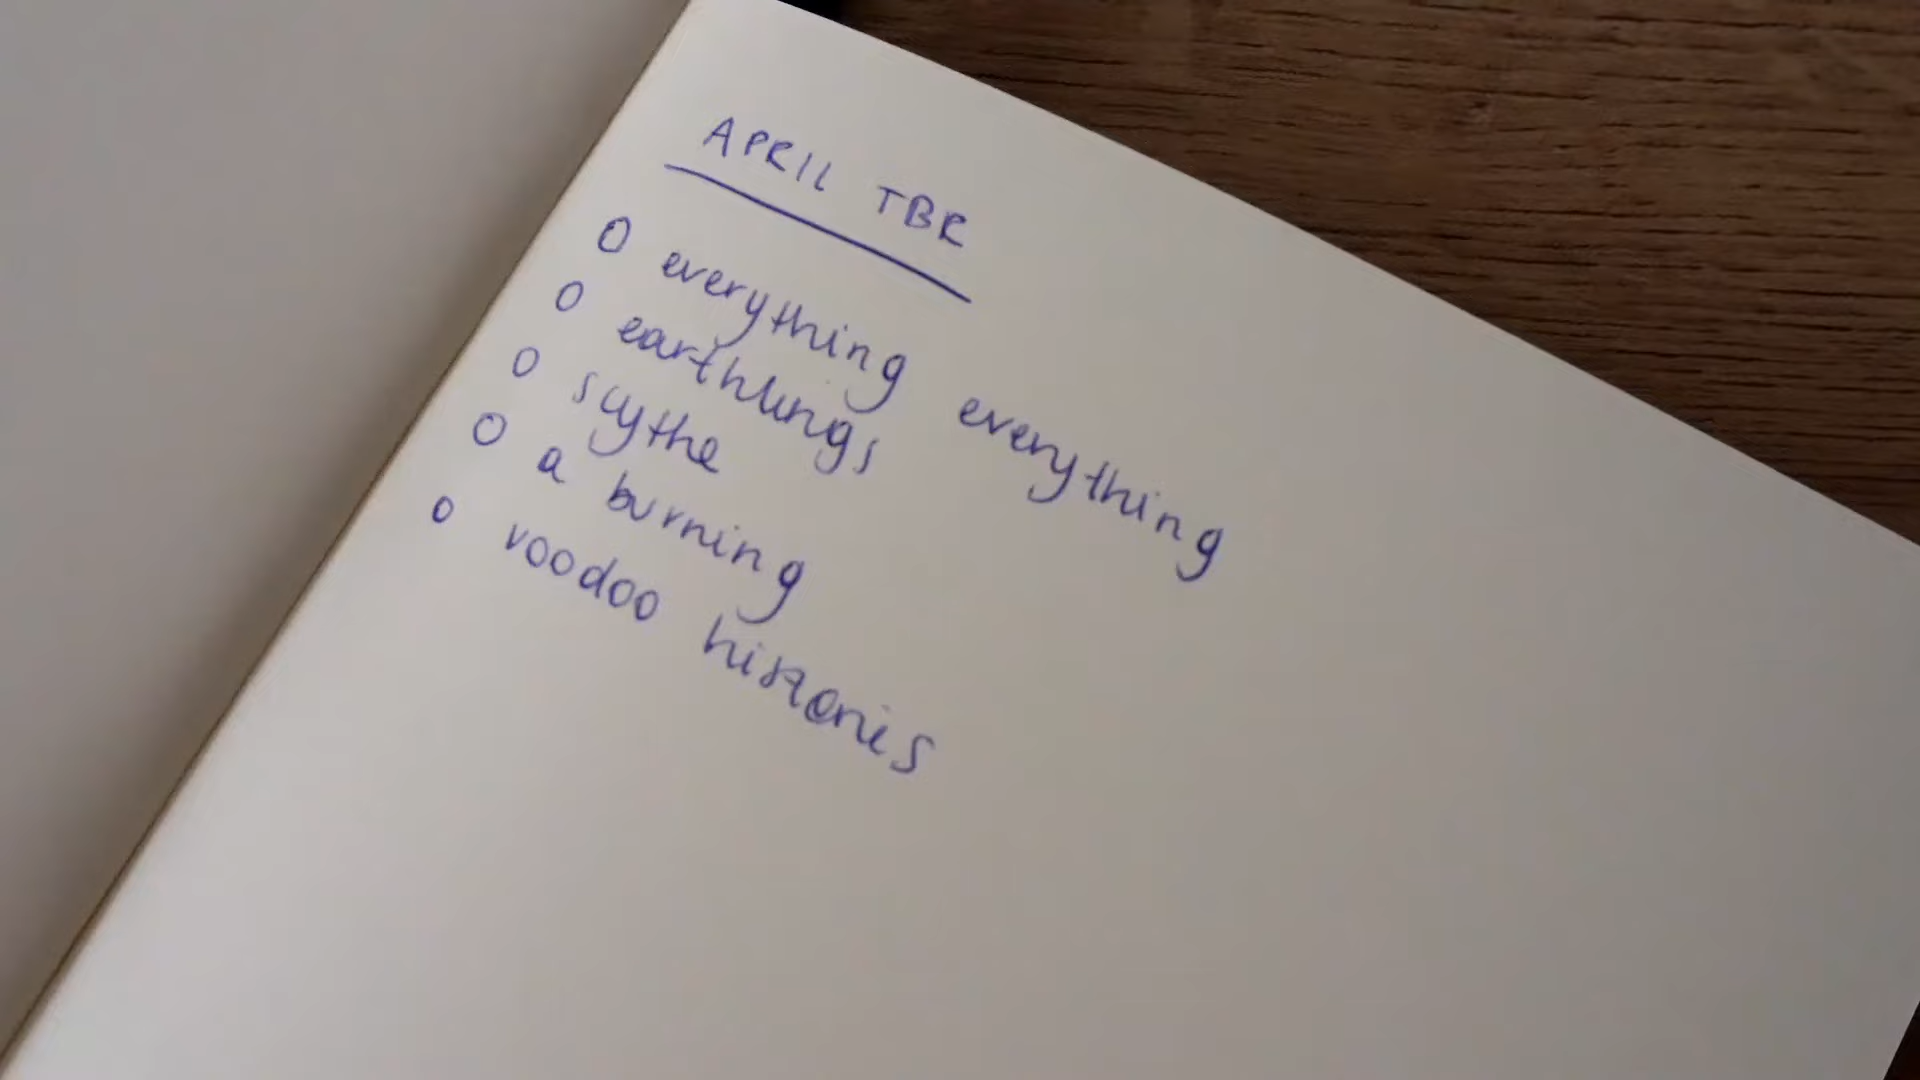 APRIL TBR
O everything everything
O earthlings
O scythe
O a burning
O voodoo histories